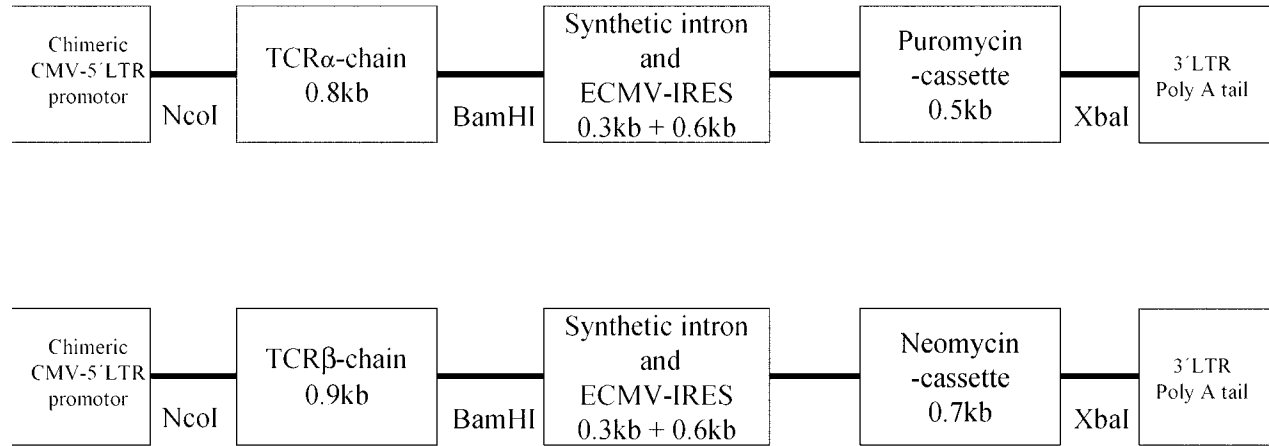 Chimeric
CMV-5´LTR
promotor
NcoI
TCRα-chain
0.8kb
BamHI
Synthetic intron
and
ECMV-IRES
0.3kb + 0.6kb
Puromycin
-cassette
0.5kb
XbaI
3´LTR
Poly A tail
Chimeric
CMV-5´LTR
promotor
NcoI
TCRβ-chain
0.9kb
BamHI
Synthetic intron
and
ECMV-IRES
0.3kb + 0.6kb
Neomycin
-cassette
0.7kb
XbaI
3´LTR
Poly A tail